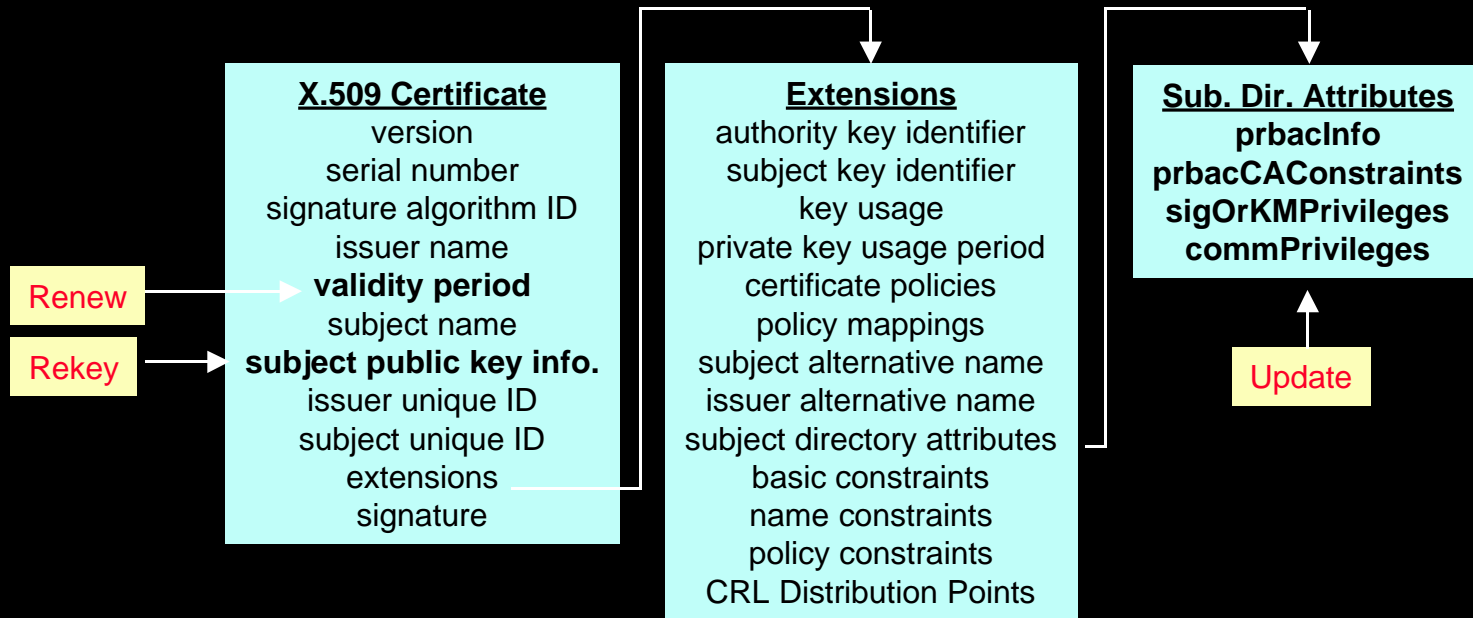 X.509 Certificate
version
serial number
signature algorithm ID
issuer name
validity period
subject name
subject public key info.
issuer unique ID
subject unique ID
extensions
signature
Renew
Rekey
Extensions
authority key identifier
subject key identifier
key usage
private key usage period
certificate policies
policy mappings
subject alternative name
issuer alternative name
subject directory attributes
basic constraints
name constraints
policy constraints
CRL Distribution Points
Sub. Dir. Attributes
prbacInfo
prbacCAConstraints
sigOrKMPrivileges
commPrivileges
Update